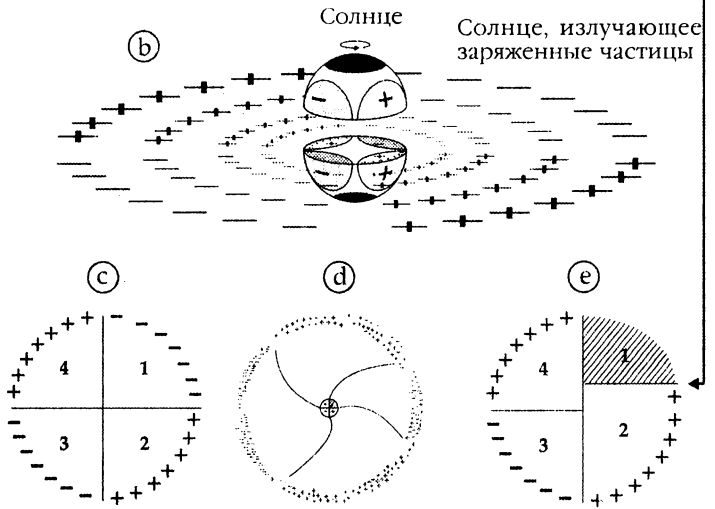 Солнце
Солнце, излучающее
заряженные частицы
b
c
d
e
4 1
3 2
4 1
3 2